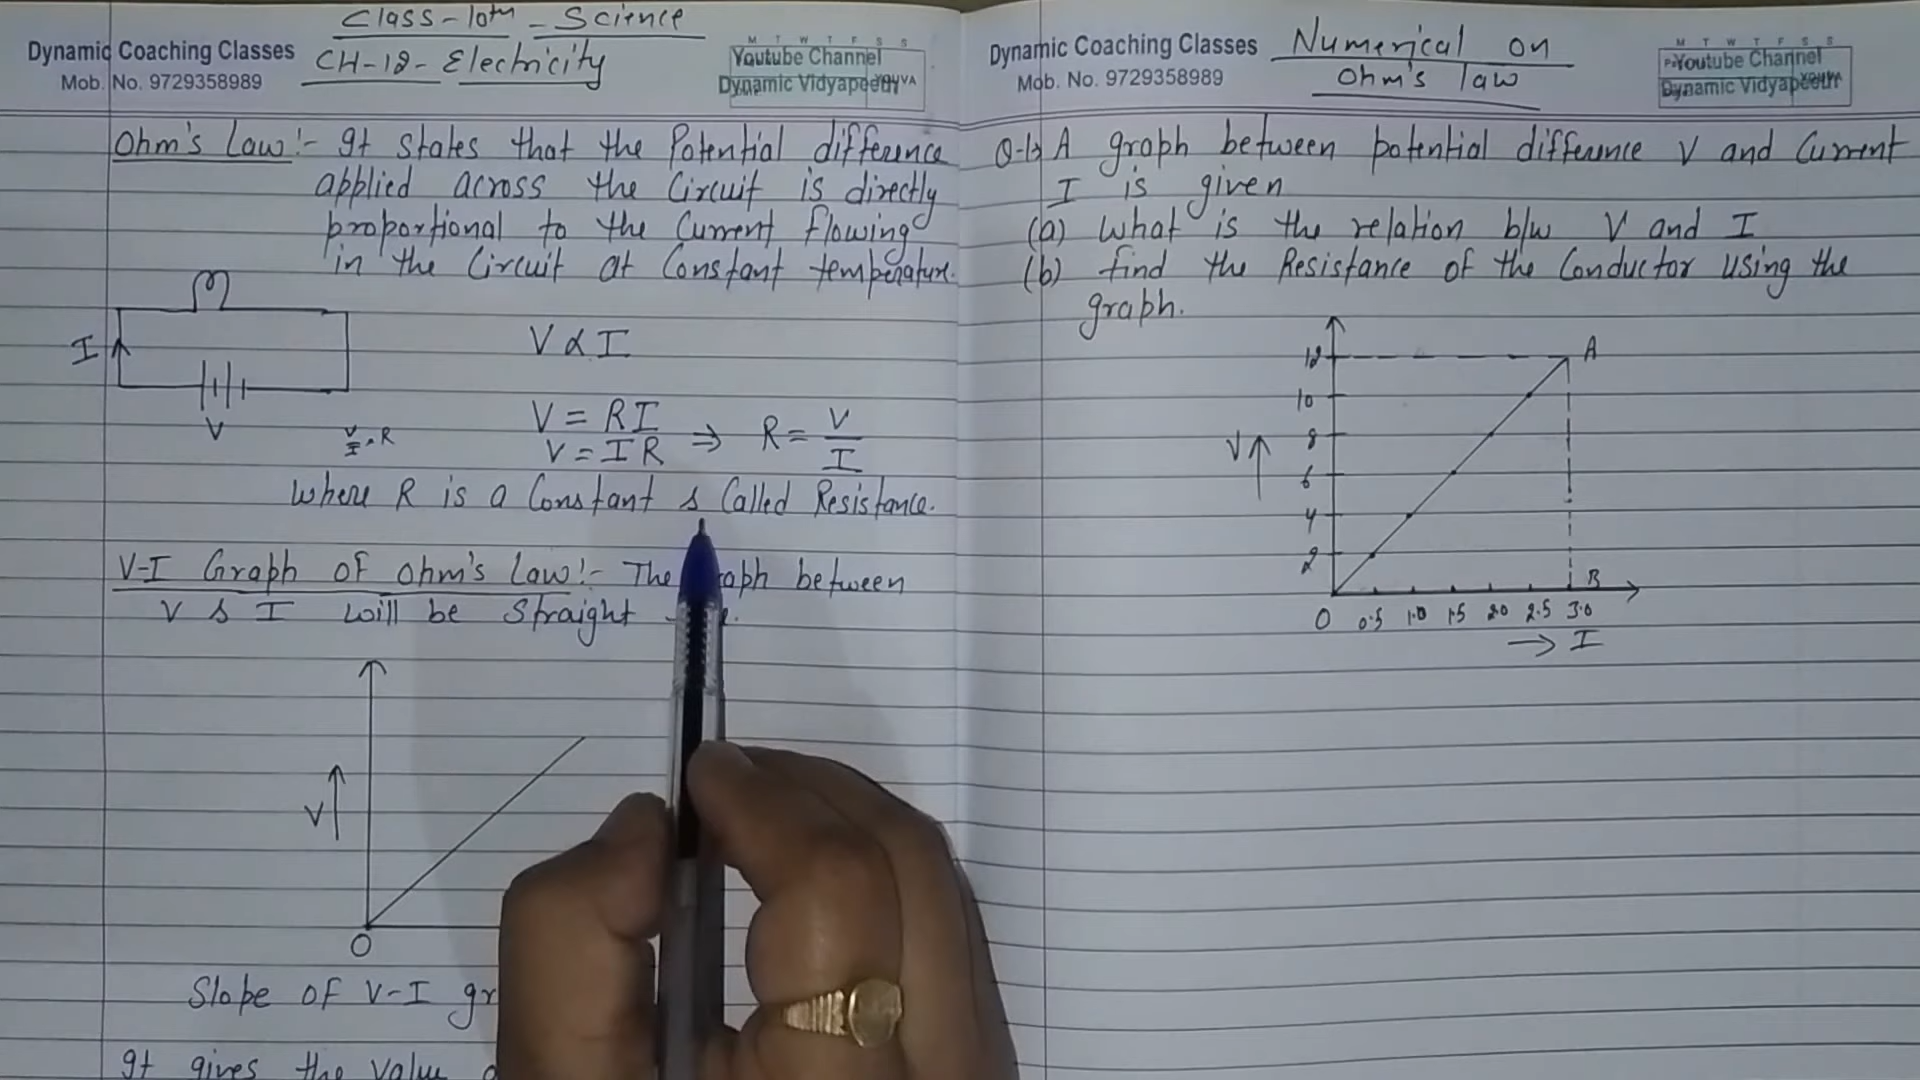 Class-10th - Science
Dynamic Coaching Classes
CH-12- Electricity
Mob. No. 9729358989
M T W T F S S
Youtube Channel
Dynamic Vidyapeeth
Ohm's Law:- It States that the Potential difference
applied across the Circuit is directly
proportional to the Current flowing
in the Circuit at Constant temperature.
I
V
V ∝ I
V = RI
V = IR ⇒ R = V/I
V/I = R
Where R is a Constant & Called Resistance.
V-I Graph OF Ohm's Law:- The graph between
V & I will be Straight
V
O
Slope OF V-I gr
It gives the value
Dynamic Coaching Classes
Mob. No. 9729358989
Numerical on
Ohm's law
M T W T F S S
Youtube Channel
Dynamic Vidyapeeth
Q-1) A graph between potential difference V and Current
I is given
(a) What is the relation b/w V and I
(b) find the Resistance of the Conductor using the
graph.
12 A
10
V 8
6
4
2
B
0 0.5 1.0 1.5 2.0 2.5 3.0
→ I